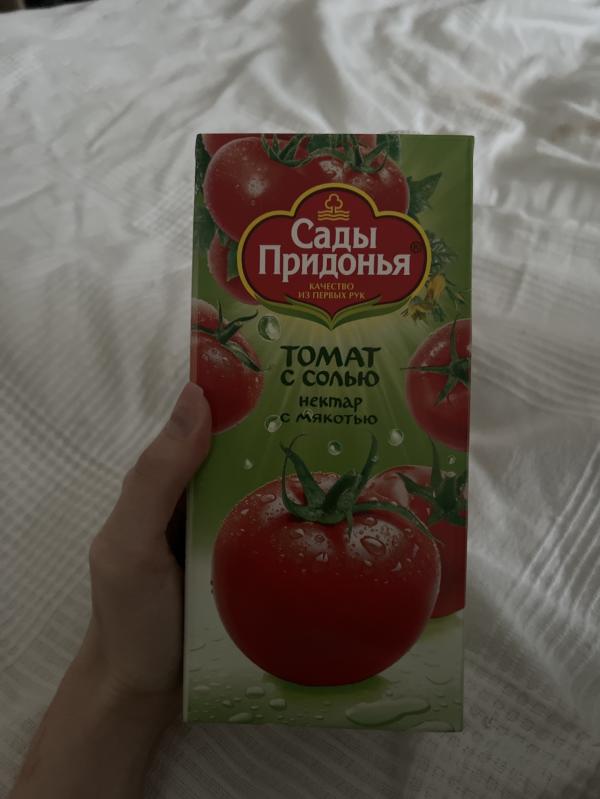 Сады
Придонья®
КАЧЕСТВО
ИЗ ПЕРВЫХ РУК
ТОМАТ
С СОЛЬЮ
нектар
с мякотью